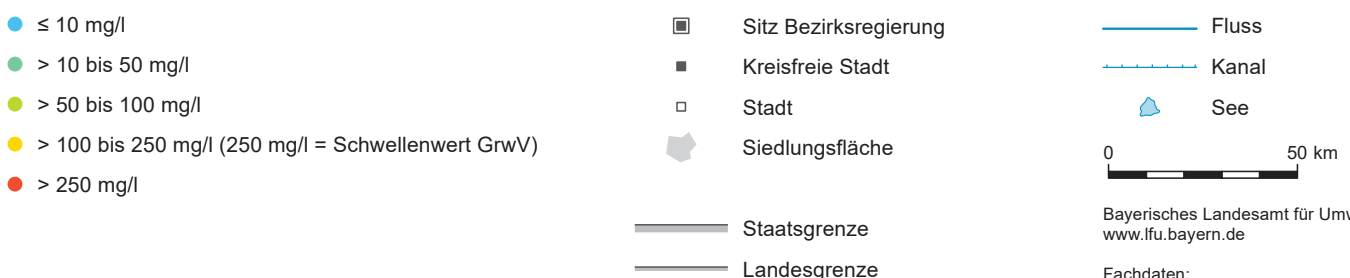 ≤ 10 mg/l
> 10 bis 50 mg/l
> 50 bis 100 mg/l
> 100 bis 250 mg/l (250 mg/l = Schwellenwert GrwV)
> 250 mg/l
Sitz Bezirksregierung
Kreisfreie Stadt
Stadt
Siedlungsfläche
Staatsgrenze
Landesgrenze
Fluss
Kanal
See
0 50 km
Bayerisches Landesamt für
www.lfu.bayern.de
Fachdaten: